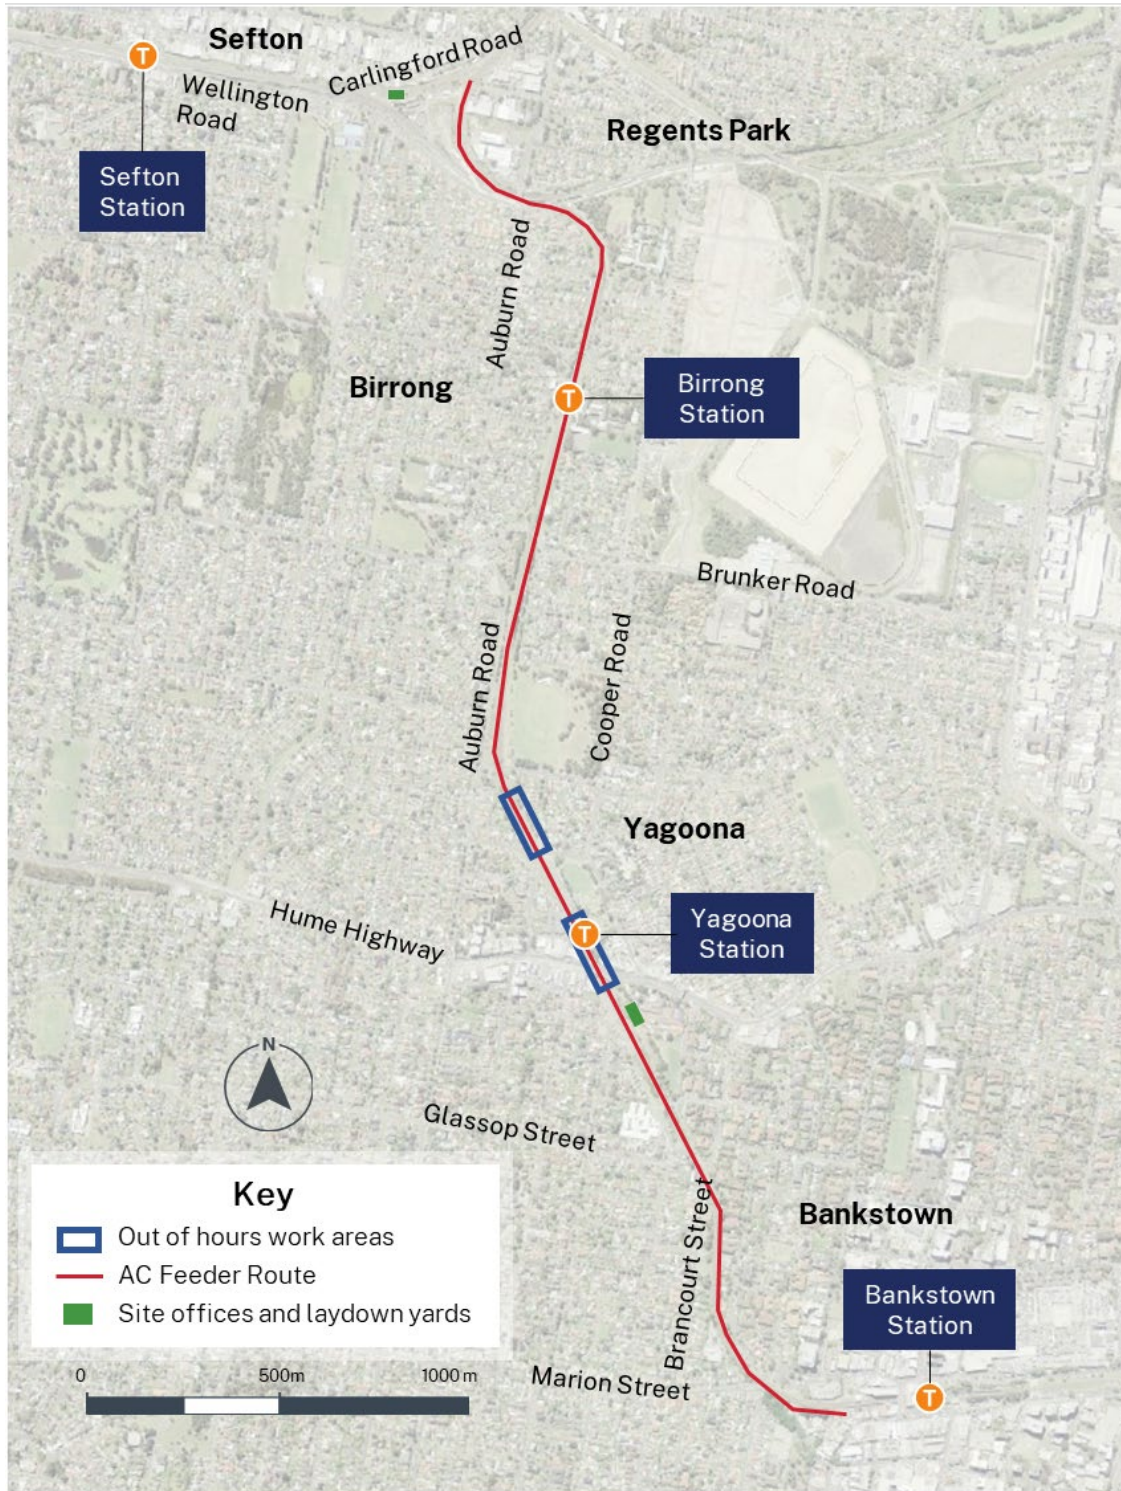 Sefton
T
Carlingford Road
Wellington
Road
Regents Park
Sefton
Station
Auburn Road
Birrong
T
Birrong
Station
Brunker Road
Auburn Road
Cooper Road
Yagoona
Hume Highway
T
Yagoona
Station
N
Glassop Street
Key
Out of hours work areas
AC Feeder Route
Site offices and laydown yards
Brancourt Street
Bankstown
Bankstown
Station
0 500m 1000 m
Marion Street
T